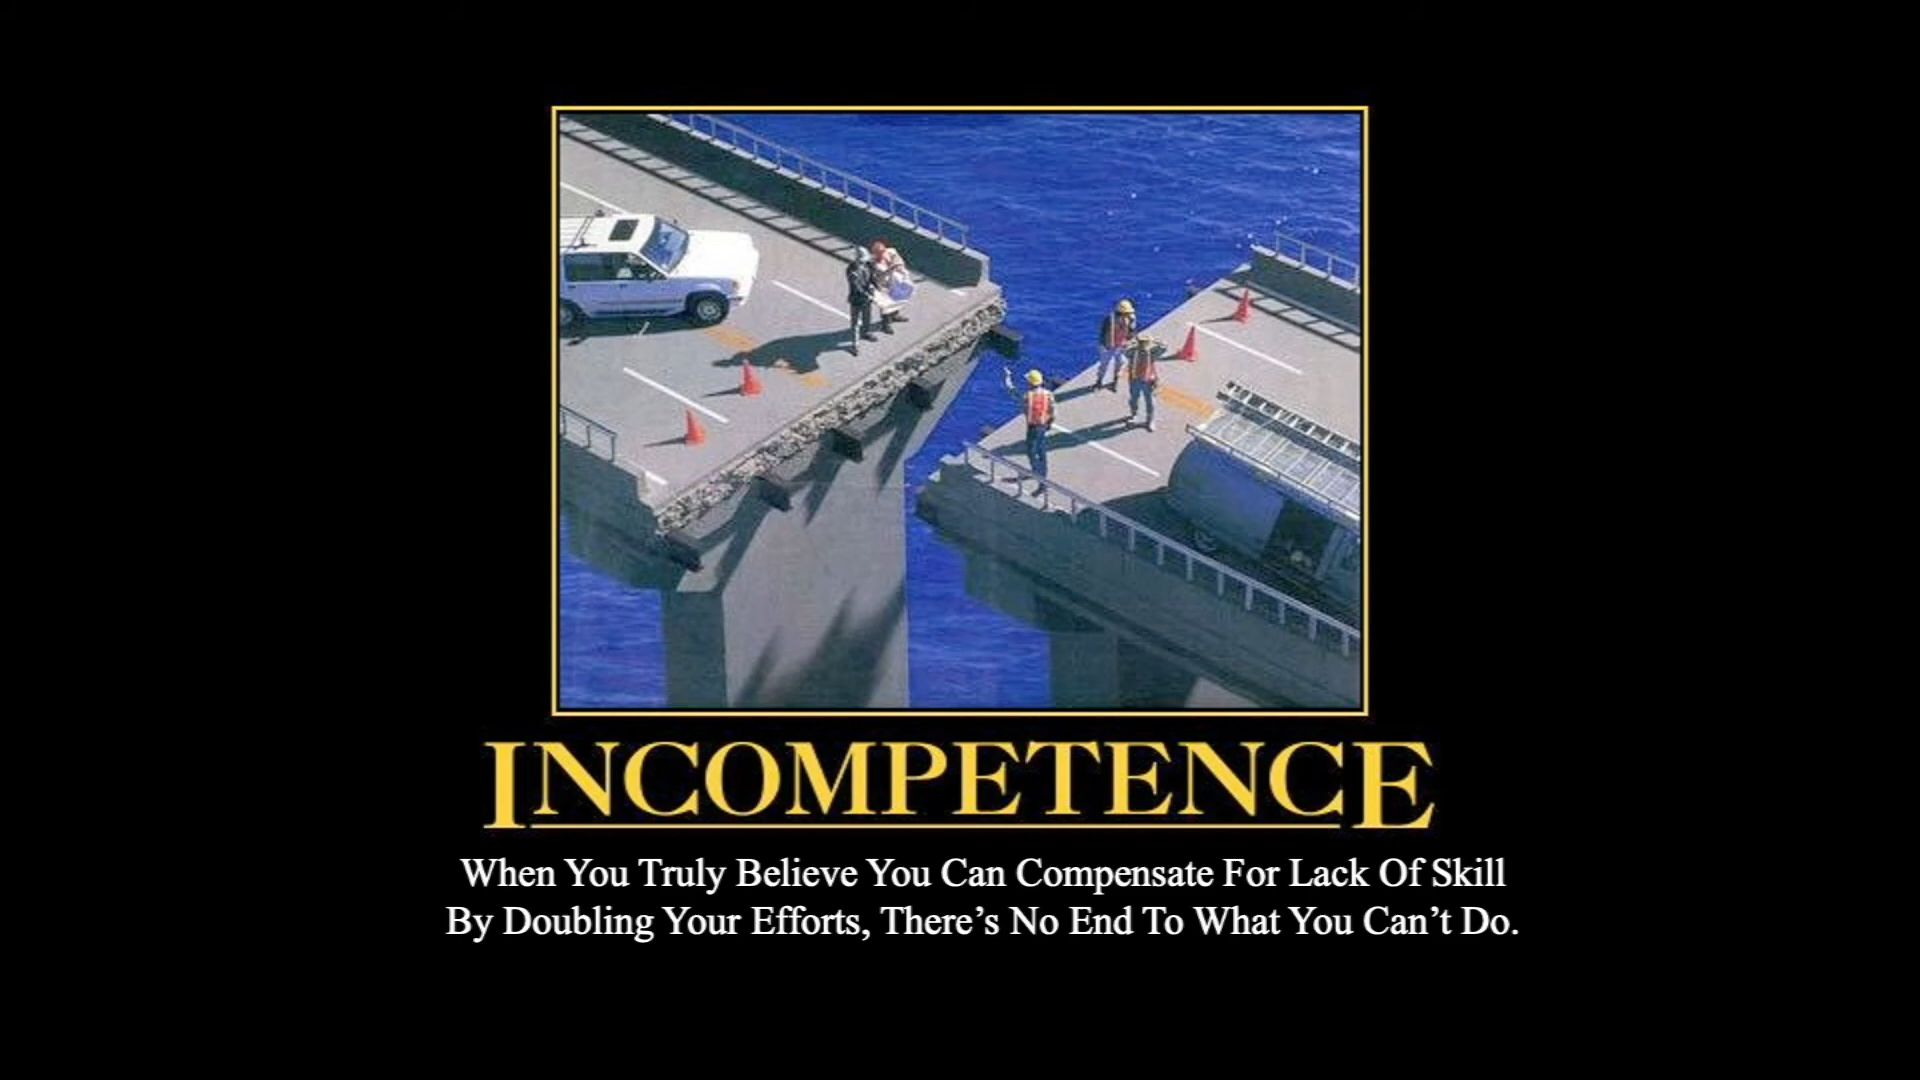 INCOMPETENCE
When You Truly Believe You Can Compensate For Lack Of Skill
By Doubling Your Efforts, There’s No End To What You Can’t Do.